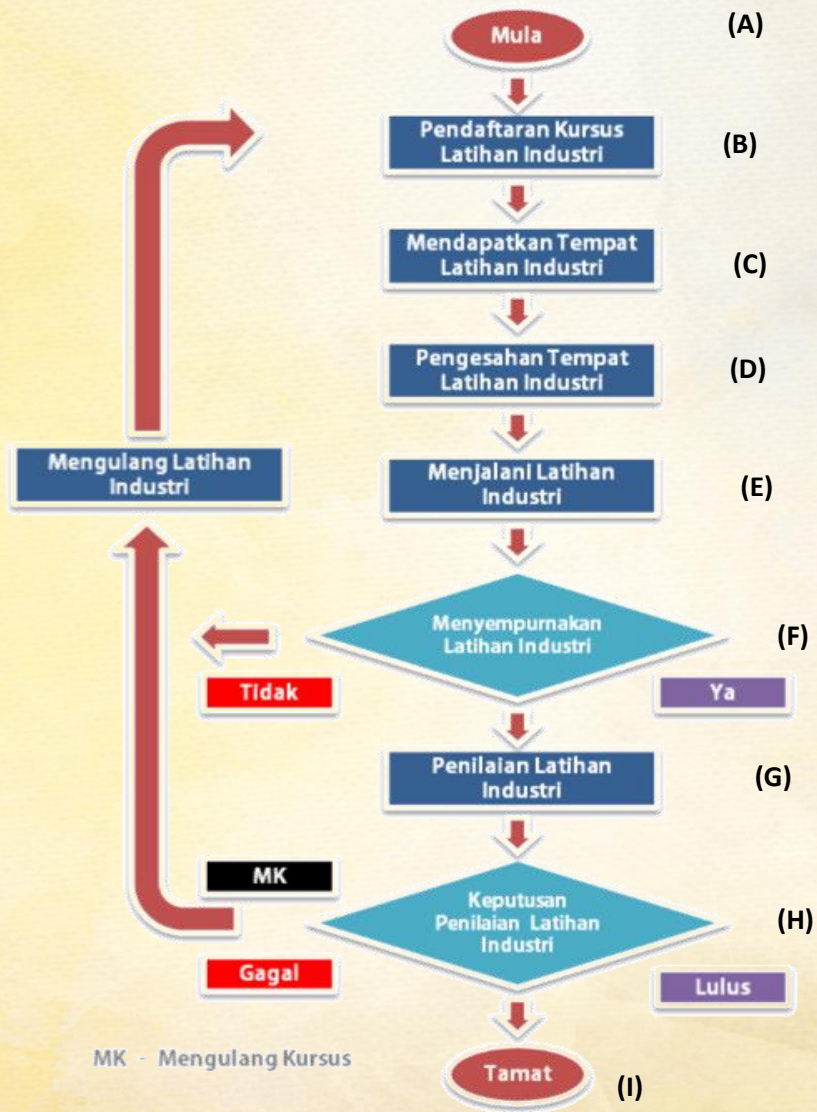 Mula
(A)
Pendaftaran Kursus
Latihan Industri
(B)
Mendapatkan Tempat
Latihan Industri
(C)
Pengesahan Tempat
Latihan Industri
(D)
Mengulang Latihan
Industri
Menjalani Latihan
Industri
(E)
Menyempurnakan
Latihan Industri
(F)
Tidak
Ya
Penilaian Latihan
Industri
(G)
MK
Keputusan
Penilaian Latihan
Industri
(H)
Gagal
Lulus
MK - Mengulang Kursus
Tamat
(I)